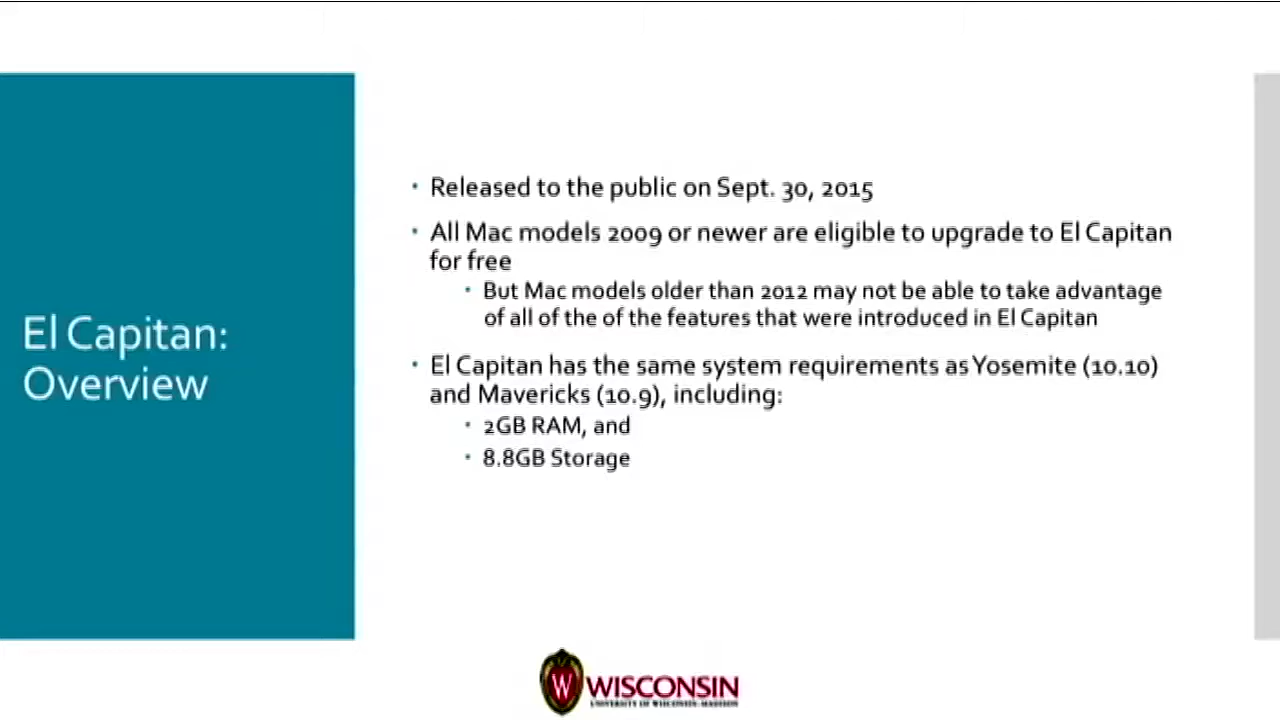 El Capitan:
Overview
• Released to the public on Sept. 30, 2015
• All Mac models 2009 or newer are eligible to upgrade to El Capitan
for free
• But Mac models older than 2012 may not be able to take advantage
of all of the of the features that were introduced in El Capitan
• El Capitan has the same system requirements as Yosemite (10.10)
and Mavericks (10.9), including:
• 2GB RAM, and
• 8.8GB Storage
W
WISCONSIN
UNIVERSITY OF WISCONSIN-MADISON